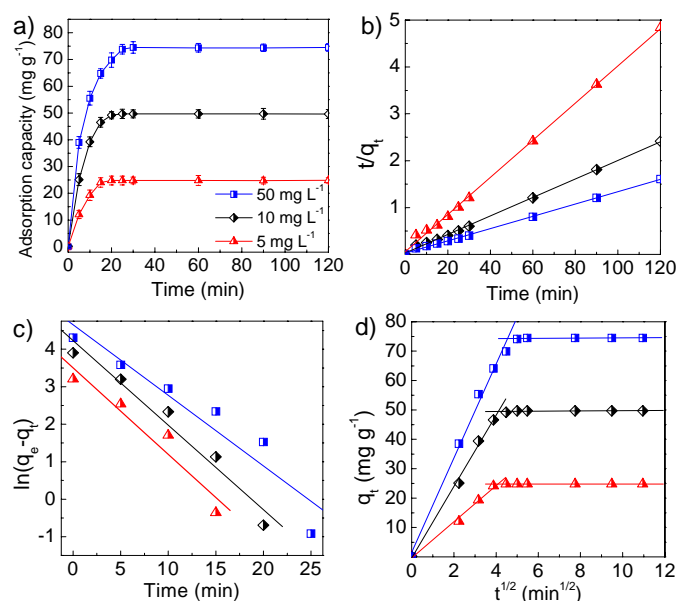 a)
Adsorption capacity (mg g⁻¹)
90
80
70
60
50
40
30
20
10
0
50 mg L⁻¹
10 mg L⁻¹
5 mg L⁻¹
0 20 40 60 80 100 120
Time (min)
b)
t/qₜ
5
4
3
2
1
0 20 40 60 80 100 120
Time (min)
c)
ln(qₑ-qₜ)
4
3
2
1
0
-1
0 5 10 15 20 25
Time (min)
d)
qₜ (mg g⁻¹)
80
70
60
50
40
30
20
10
0 2 4 6 8 10 12
t^1/2 (min^1/2)